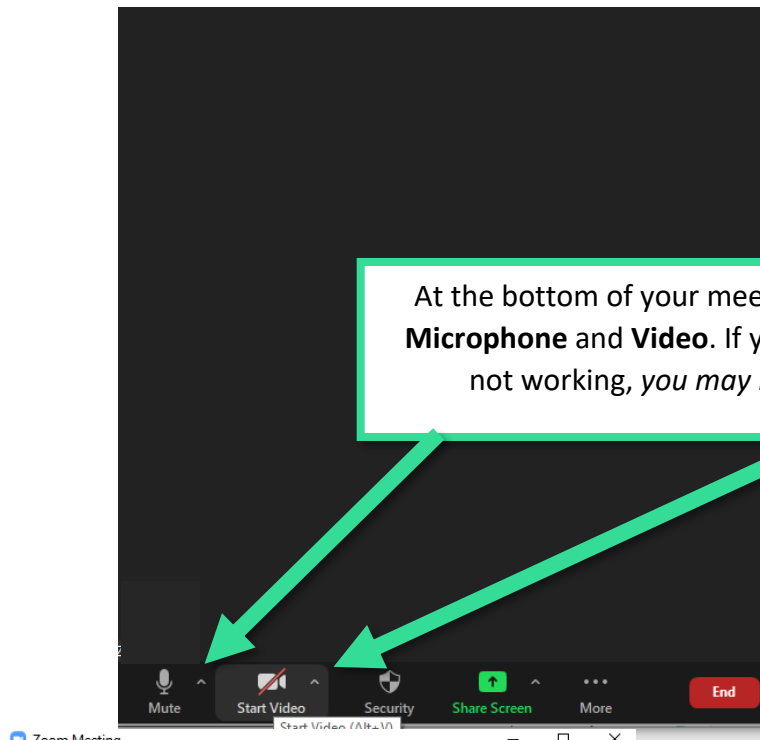 At the bottom of your mee
Microphone and Video. If y
not working, you may
Mute Start Video Security Share Screen More End
Start Video (Alt+V)
Zoom Meeting